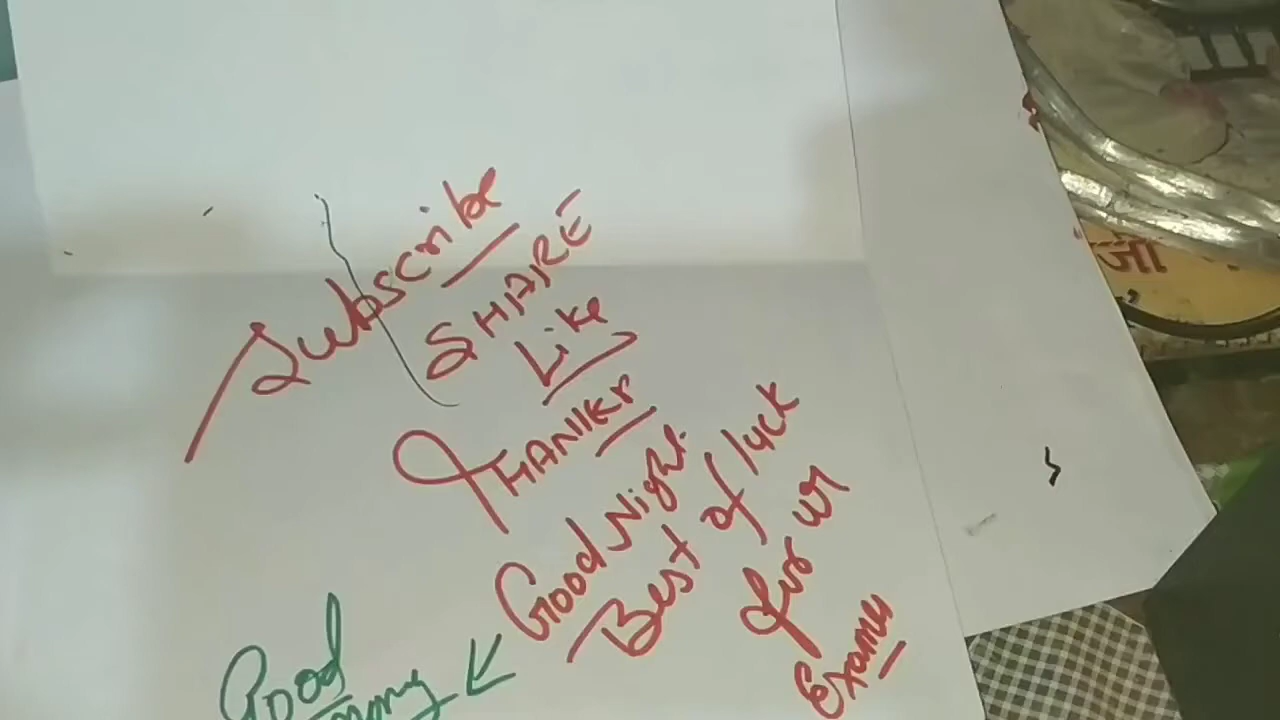 Subscribe
SHARE
Like
THANKS
Good Night
Best of luck
for ur
Exams
Good
जी